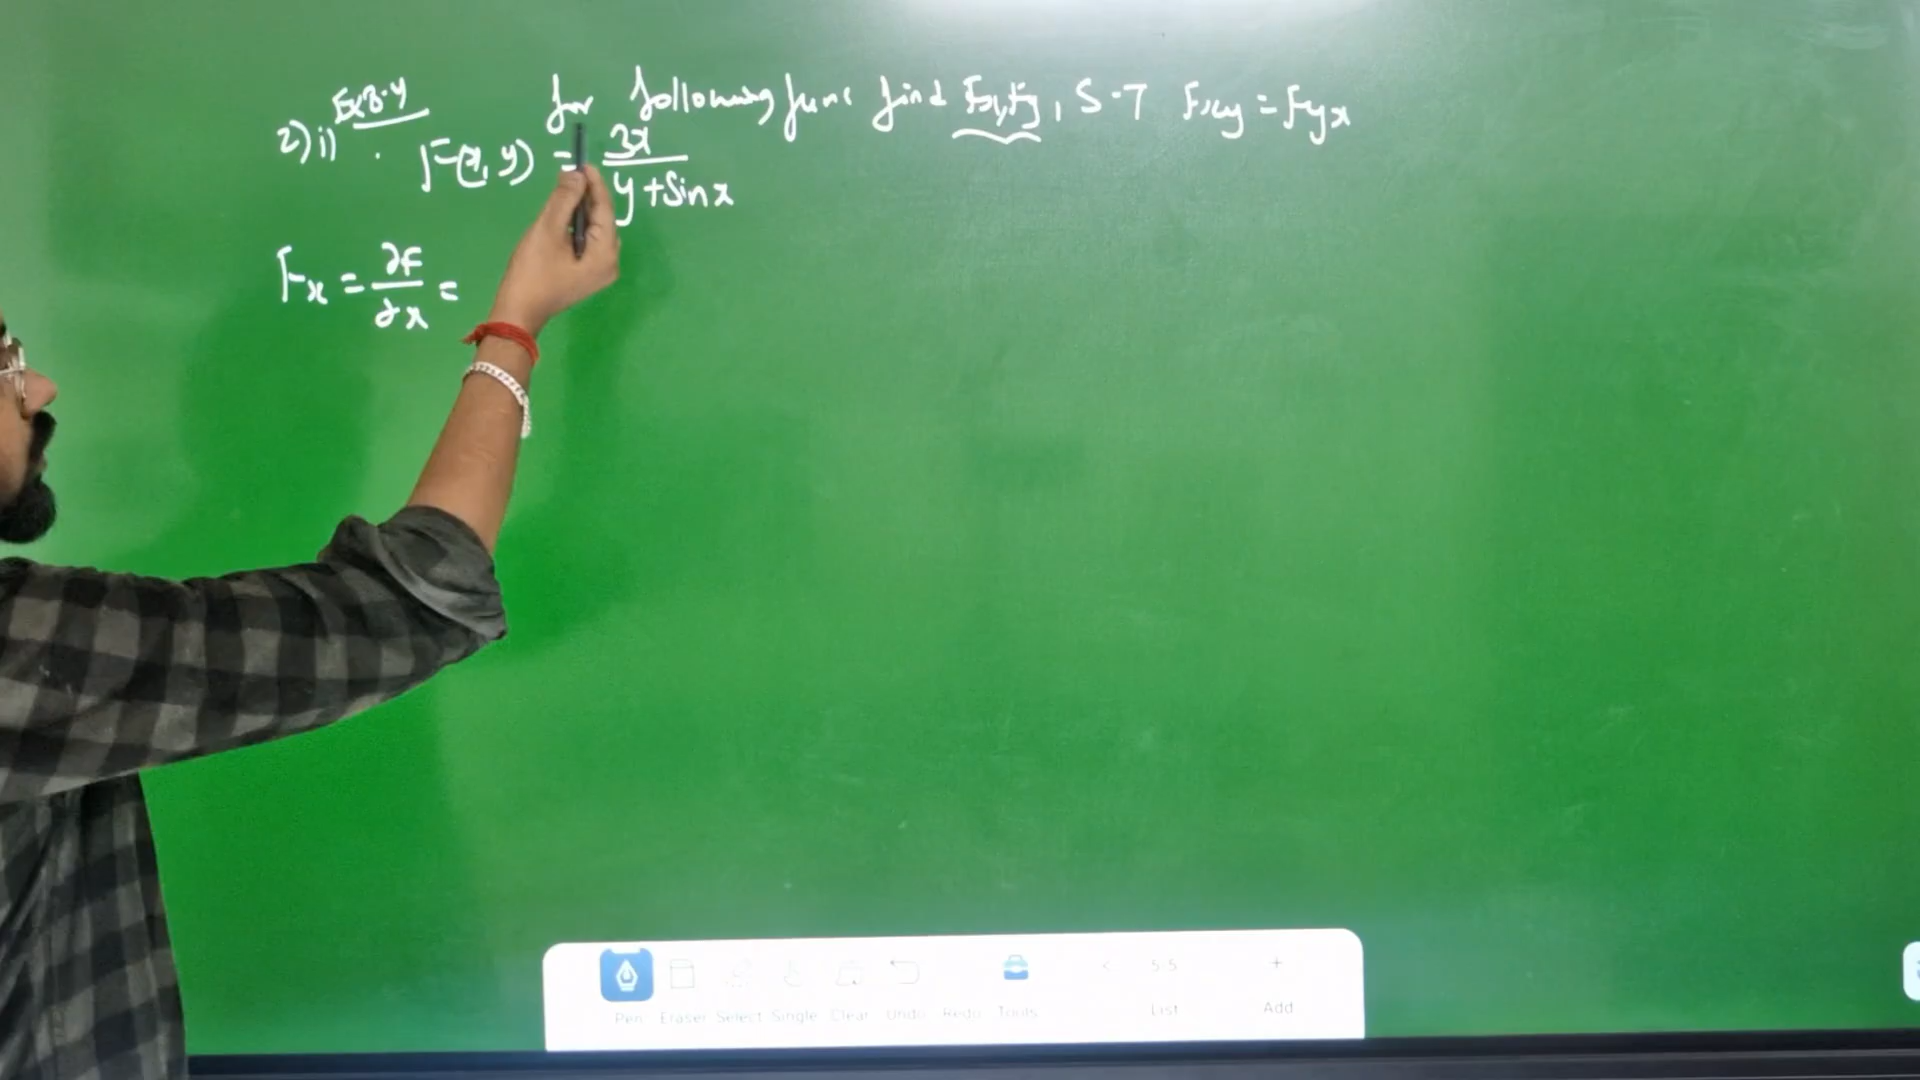 Ex 8.4
for following func find Fx, Fy, S-T Fxy = Fyx
2) i) F(x, y) = 3x / y + Sin x
Fx = ∂F / ∂x =
Pen Eraser Select Single Clear Undo Redo Tools < 5/5 List + Add